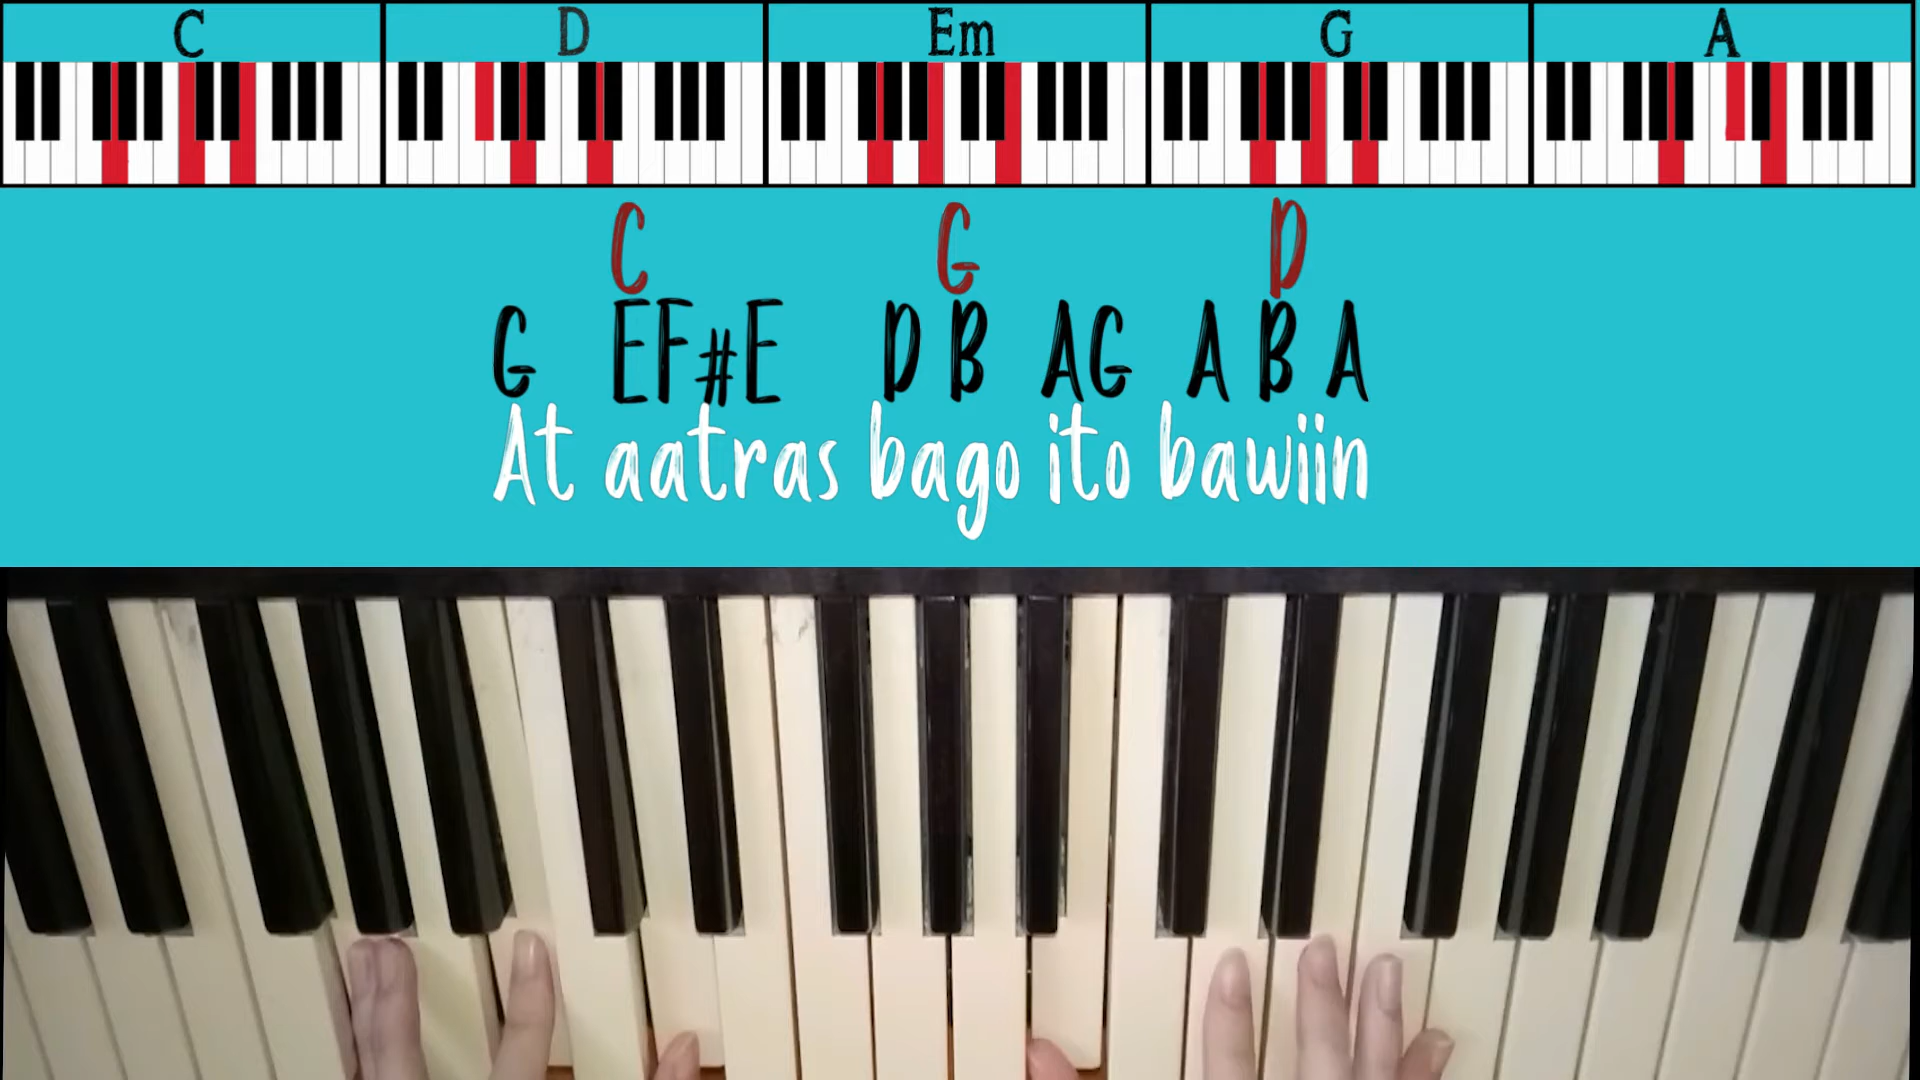 C D Em G A
C G D
G EF#E D B AG A B A
At aatras bago ito bawiin